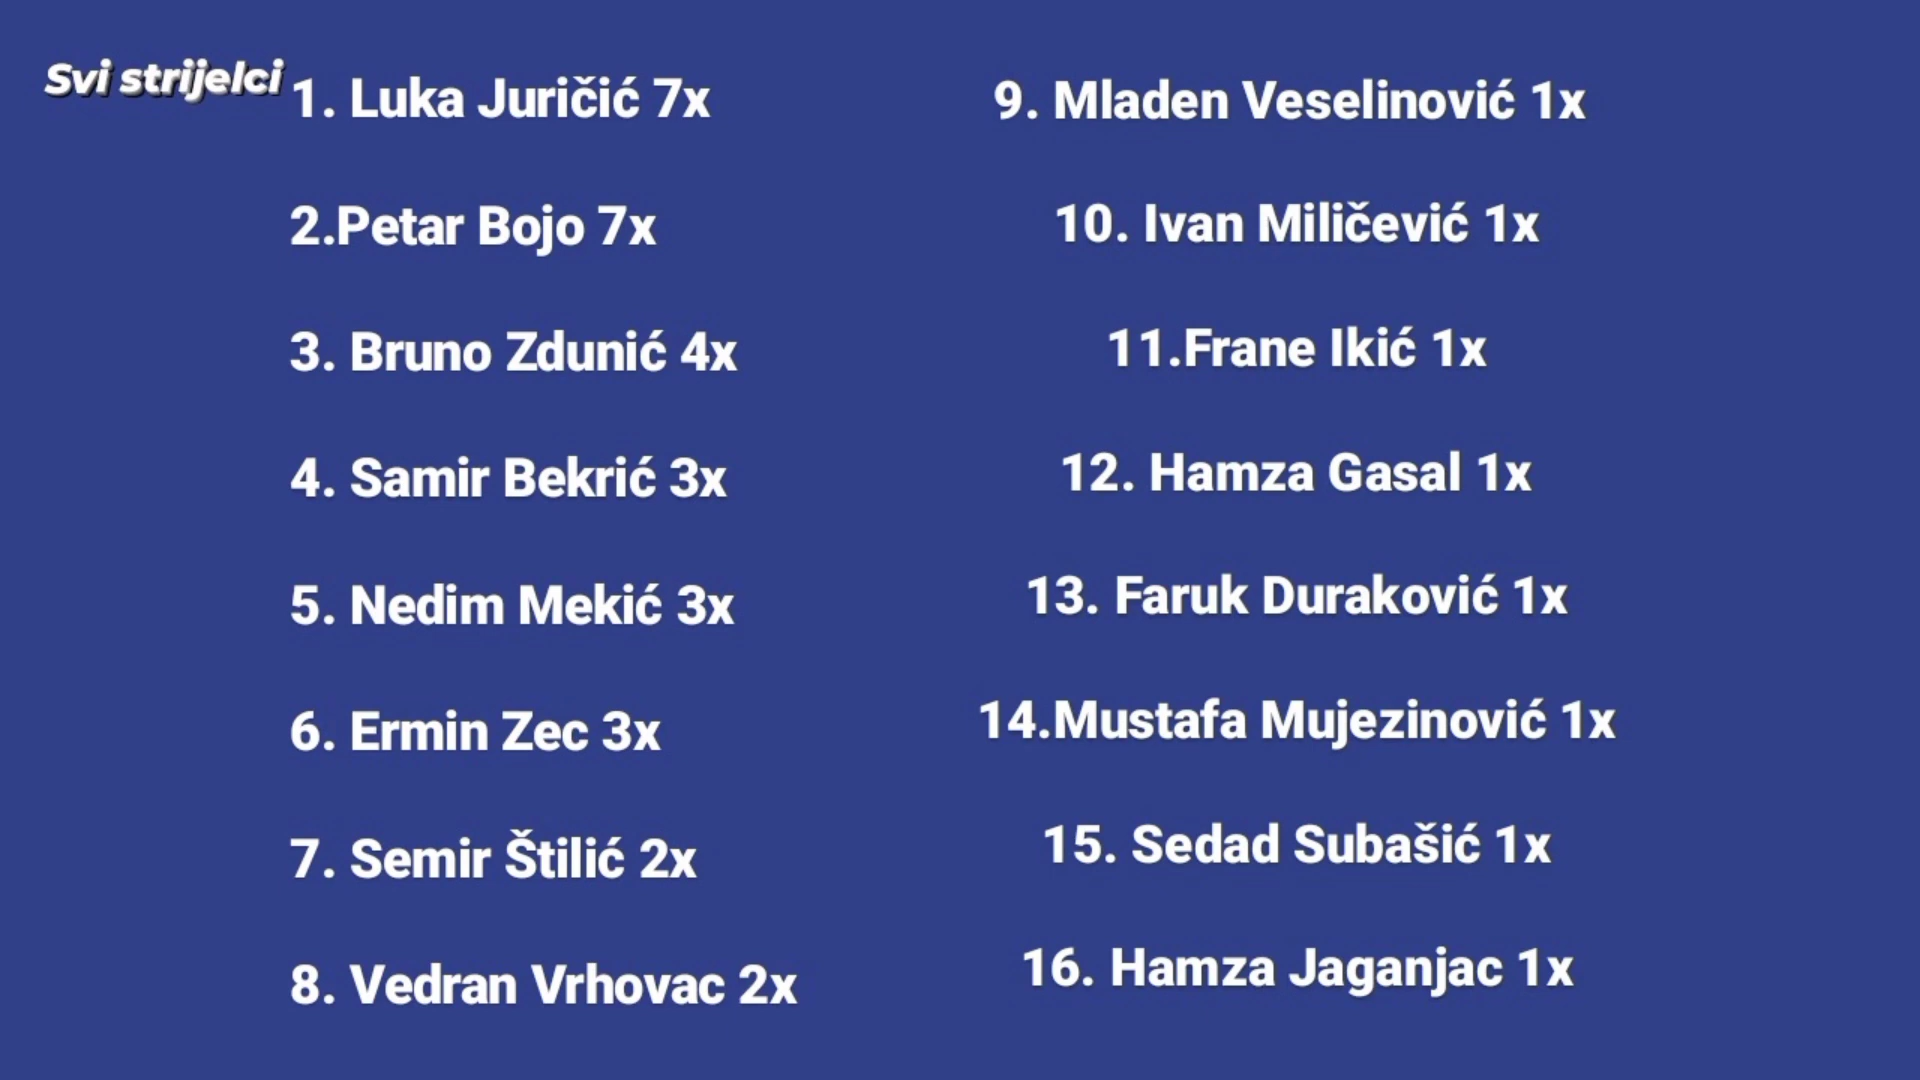 Svi strijelci
1. Luka Juričić 7x
2.Petar Bojo 7x
3. Bruno Zdunić 4x
4. Samir Bekrić 3x
5. Nedim Mekić 3x
6. Ermin Zec 3x
7. Semir Štilić 2x
8. Vedran Vrhovac 2x
9. Mladen Veselinović 1x
10. Ivan Miličević 1x
11.Frane Ikić 1x
12. Hamza Gasal 1x
13. Faruk Duraković 1x
14.Mustafa Mujezinović 1x
15. Sedad Subašić 1x
16. Hamza Jaganjac 1x